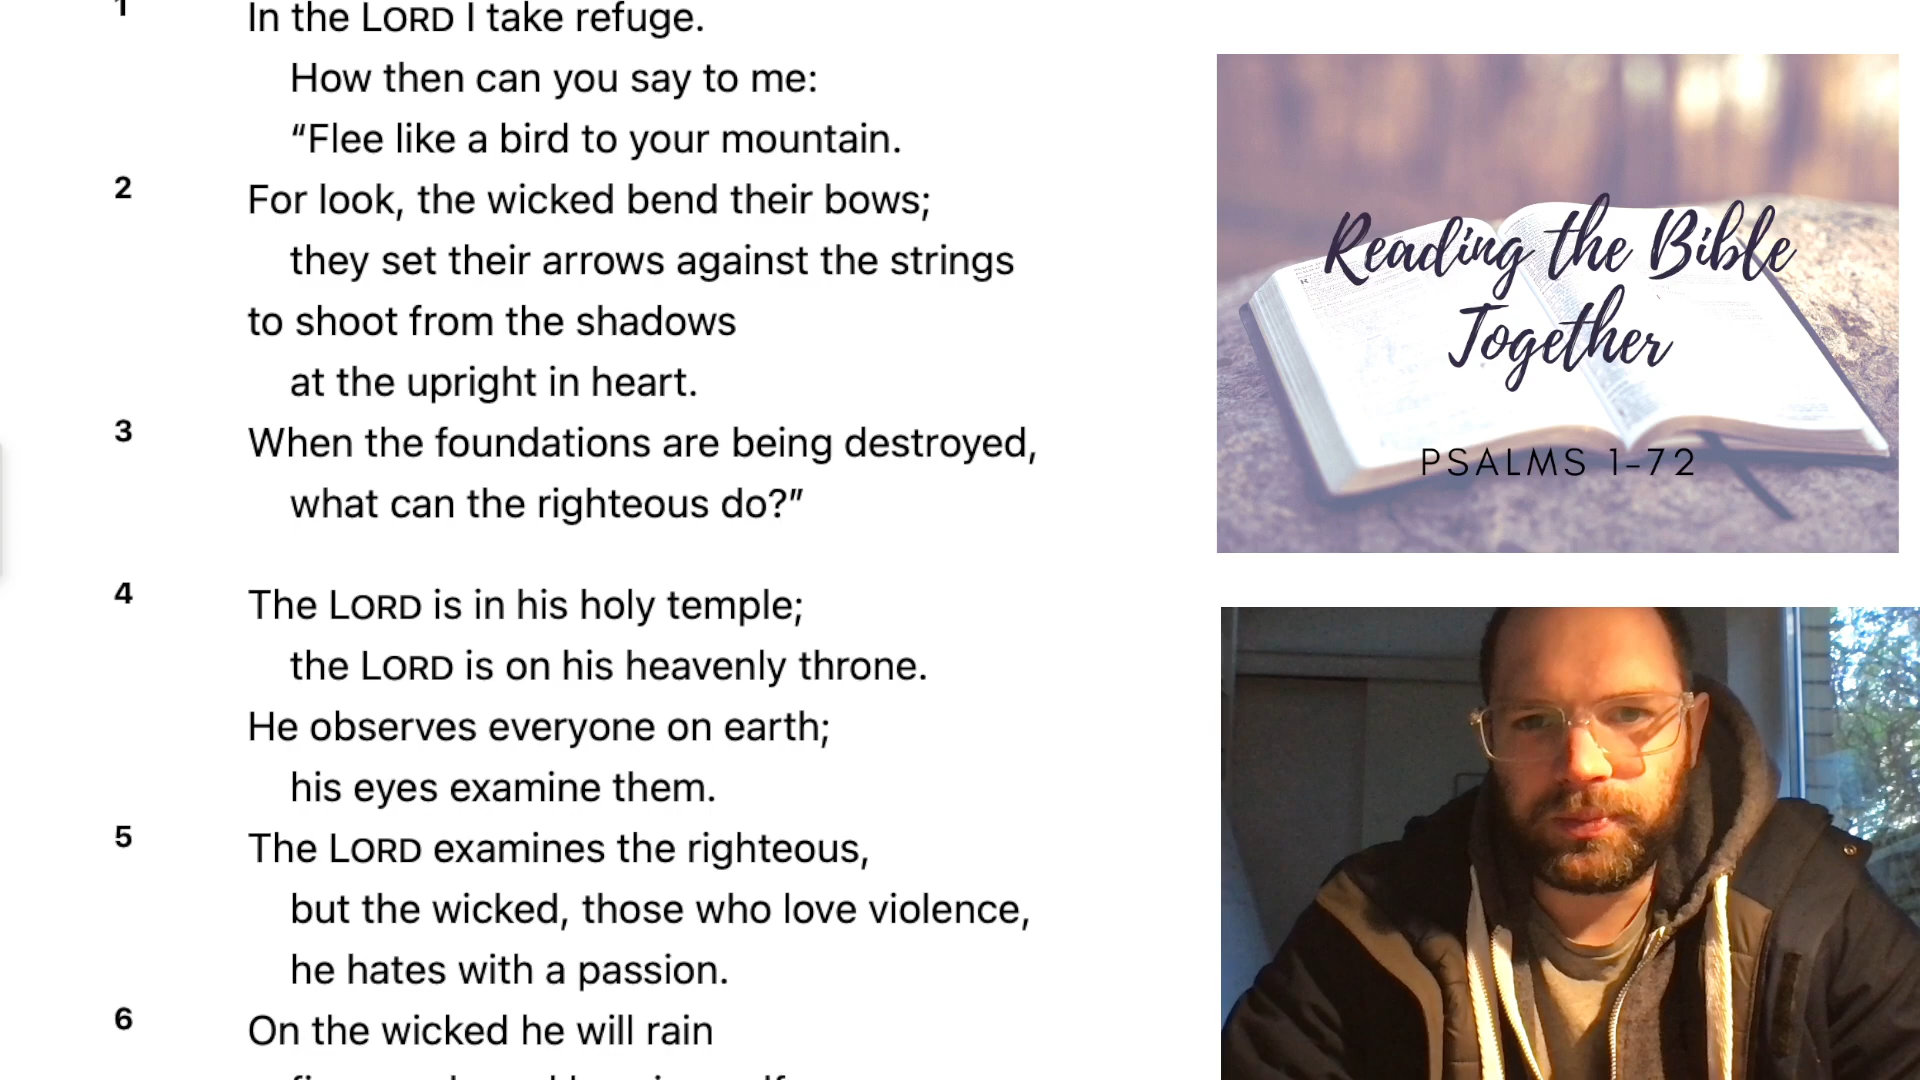 1 In the LORD I take refuge.
How then can you say to me:
“Flee like a bird to your mountain.
2 For look, the wicked bend their bows;
they set their arrows against the strings
to shoot from the shadows
at the upright in heart.
3 When the foundations are being destroyed,
what can the righteous do?”
4 The LORD is in his holy temple;
the LORD is on his heavenly throne.
He observes everyone on earth;
his eyes examine them.
5 The LORD examines the righteous,
but the wicked, those who love violence,
he hates with a passion.
6 On the wicked he will rain
Reading the Bible
Together
PSALMS 1-72